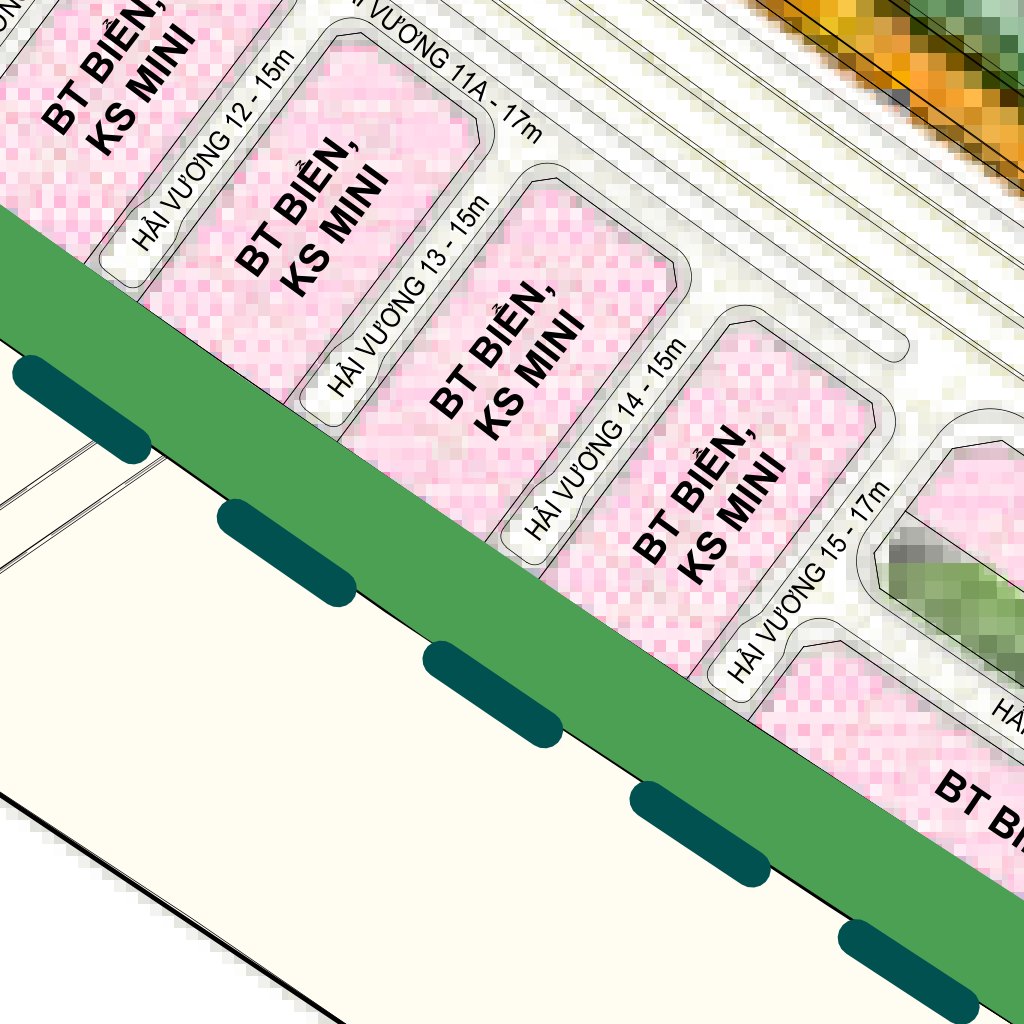 HẢI VƯƠNG 11A - 17m
BT BIỂN,
KS MINI
HẢI VƯƠNG 12 - 15m
BT BIỂN,
KS MINI
HẢI VƯƠNG 13 - 15m
BT BIỂN,
KS MINI
HẢI VƯƠNG 14 - 15m
BT BIỂN,
KS MINI
HẢI VƯƠNG 15 - 17m
BT